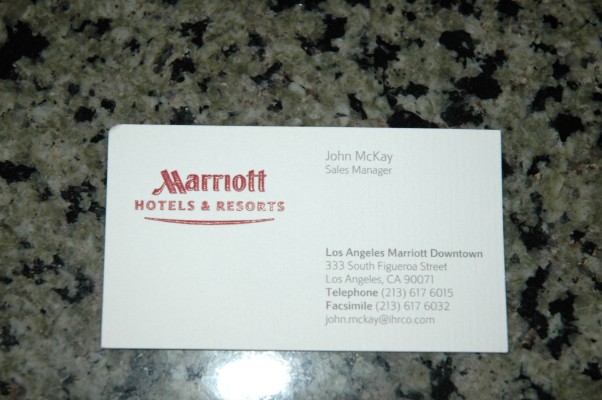 Marriott
HOTELS & RESORTS
John McKay
Sales Manager
Los Angeles Marriott Downtown
333 South Figueroa Street
Los Angeles, CA 90071
Telephone (213) 617 6015
Facsimile (213) 617 6032
john.mckay@ihrco.com